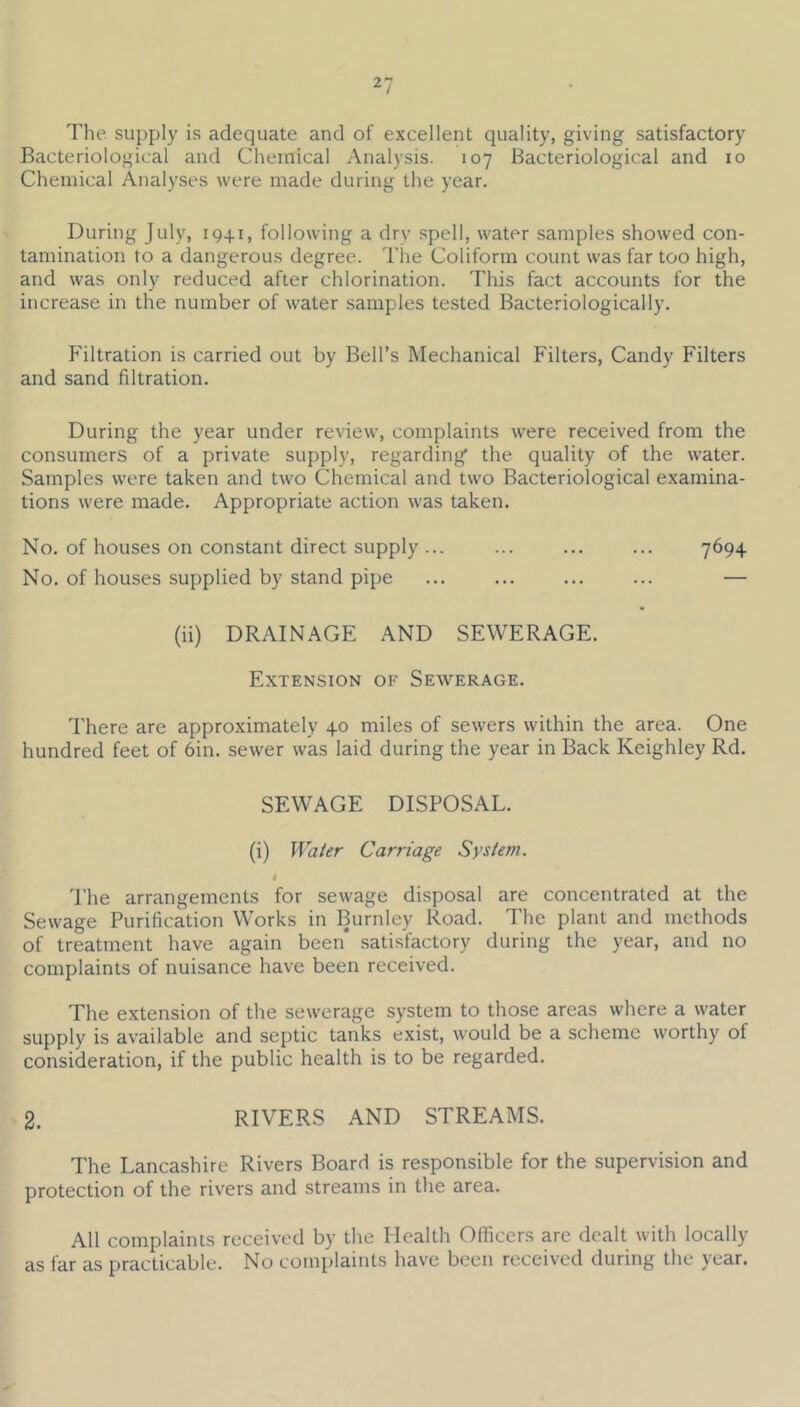 27
The supply is adequate and of excellent quality, giving satisfactory
Bacteriological and Chemical Analysis. 107 Bacteriological and 10
Chemical Analyses were made during the year.
During July, 1941, following a dry spell, water samples showed con-
tamination to a dangerous degree. The Coliform count was far too high,
and was only reduced after chlorination. This fact accounts for the
increase in the number of water samples tested Bacteriologically.
Filtration is carried out by Bell's Mechanical Filters, Candy Filters
and sand filtration.
During the year under review, complaints were received from the
consumers of a private supply, regarding the quality of the water.
Samples were taken and two Chemical and two Bacteriological examina-
tions were made. Appropriate action was taken.
No. of houses on constant direct supply ... ... ... ... 7694
No. of houses supplied by stand pipe ... ... ... ... —
(ii) DRAINAGE AND SEWERAGE.
EXTENSION OF SEWERAGE.
There are approximately 40 miles of sewers within the area. One
hundred feet of 6in. sewer was laid during the year in Back Keighley Rd.
SEWAGE DISPOSAL.
(i) Water Carriage System.
The arrangements for sewage disposal are concentrated at the
Sewage Purification Works in Burnley Road. The plant and methods
of treatment have again been satisfactory during the year, and no
complaints of nuisance have been received.
The extension of the sewerage system to those areas where a water
supply is available and septic tanks exist, would be a scheme worthy of
consideration, if the public health is to be regarded.
2. RIVERS AND STREAMS.
The Lancashire Rivers Board is responsible for the supervision and
protection of the rivers and streams in the area.
All complaints received by the Health Officers are dealt with locally
as far as practicable. No complaints have been received during the year.